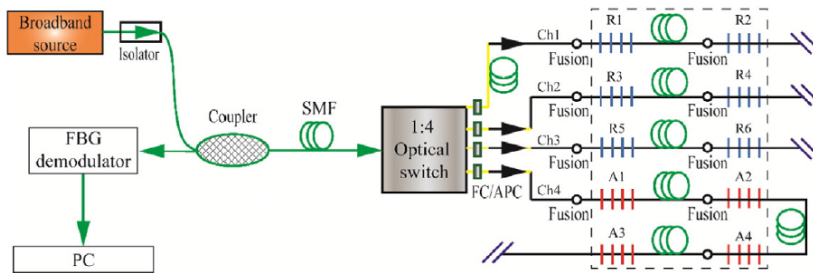 Broadband
source
Isolator
Coupler
SMF
FBG
demodulator
PC
1:4
Optical
switch
FC/APC
Ch1
Fusion
R1
Fusion
R2
Ch2
Fusion
R3
Fusion
R4
Ch3
Fusion
R5
Fusion
R6
Ch4
Fusion
A1
Fusion
A2
A3
A4